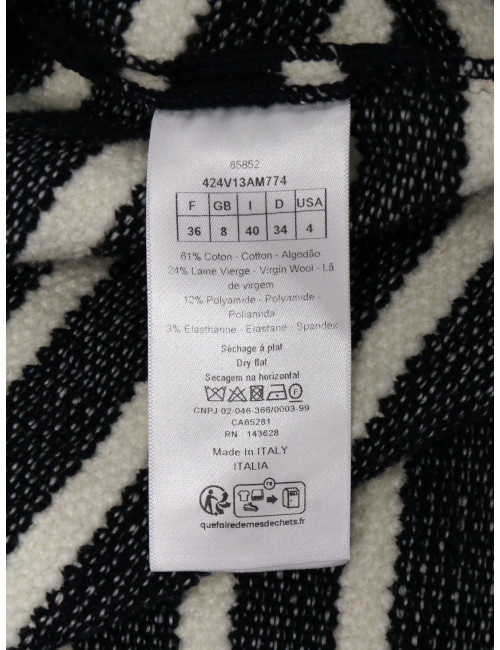 85852
424V13AM774
F GB I D USA
36 8 40 34 4
61% Coton - Cotton - Algodão
24% Laine Vierge - Virgin Wool - Lã
de virgem
12% Polyamide - Polyamide -
Poliamida
3% Elasthanne - Elastane - Spandex
Séchage à plat
Dry flat
Secagem na horizontal
F
CNPJ 02-046-366/0003-99
CA65281
RN. 143628
Made In ITALY
ITALIA
FR
quefairedemesdechets.fr